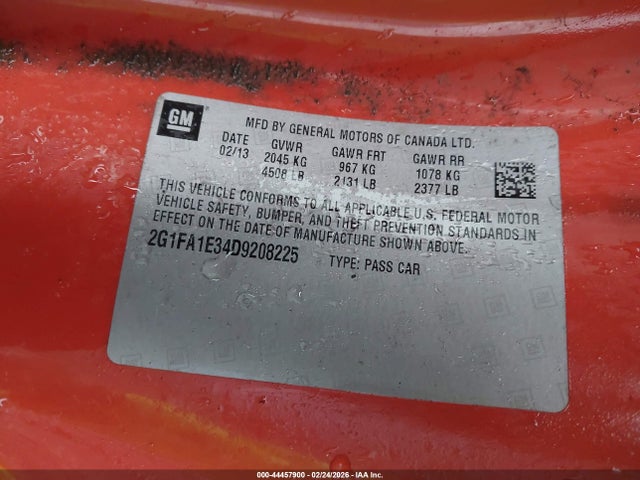 GM
MFD BY GENERAL MOTORS OF CANADA LTD.
DATE GVWR GAWR FRT GAWR RR
02/13 2045 KG 967 KG 1078 KG
4508 LB 2131 LB 2377 LB
THIS VEHICLE CONFORMS TO ALL APPLICABLE U.S. FEDERAL MOTOR
VEHICLE SAFETY, BUMPER, AND THEFT PREVENTION STANDARDS IN
EFFECT ON THE DATE OF MANUFACTURE SHOWN ABOVE.
2G1FA1E34D9208225 TYPE: PASS CAR
000-44457900 - 02/24/2026 - IAA Inc.